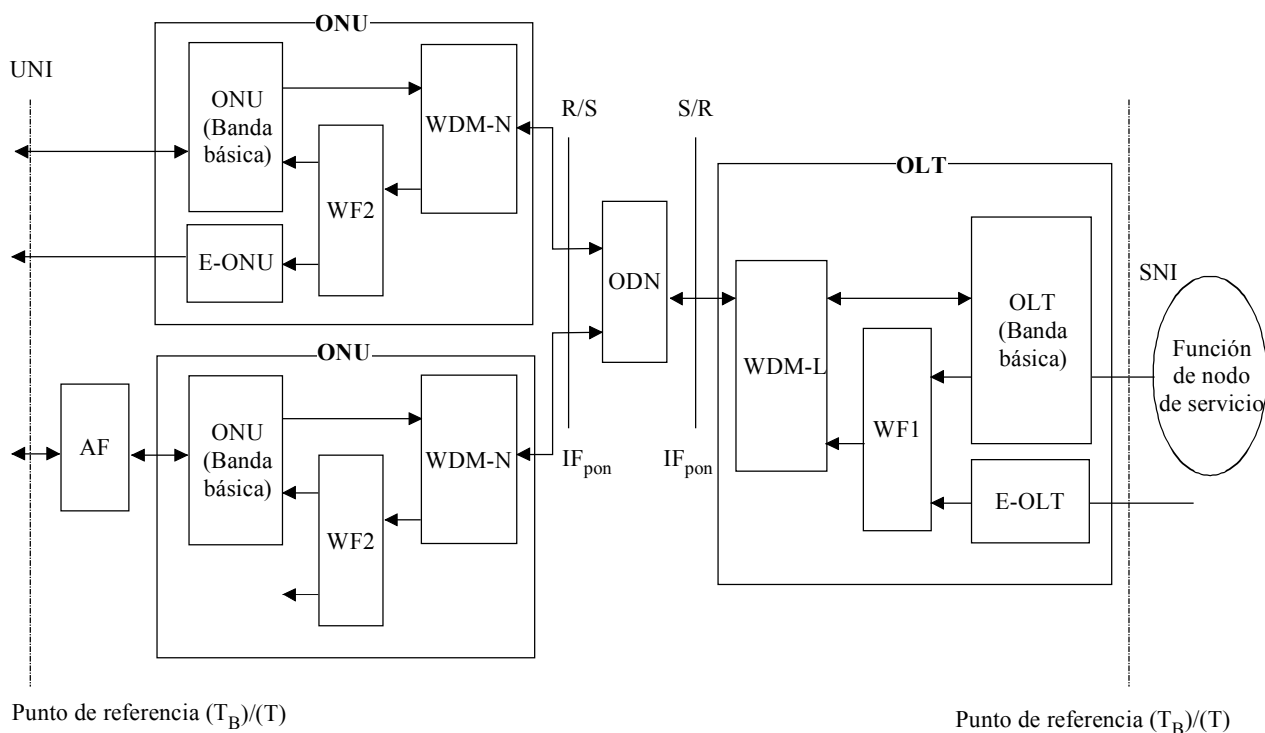 ONU
UNI
ONU
(Banda
básica)
WDM-N
WF2
E-ONU
R/S
S/R
ODN
OLT
WDM-L
OLT
(Banda
básica)
WF1
E-OLT
SNI
Función
de nodo
de servicio
ONU
AF
ONU
(Banda
básica)
WDM-N
WF2
IFpon
IFpon
Punto de referencia (TB)/(T)
Punto de referencia (TB)/(T)